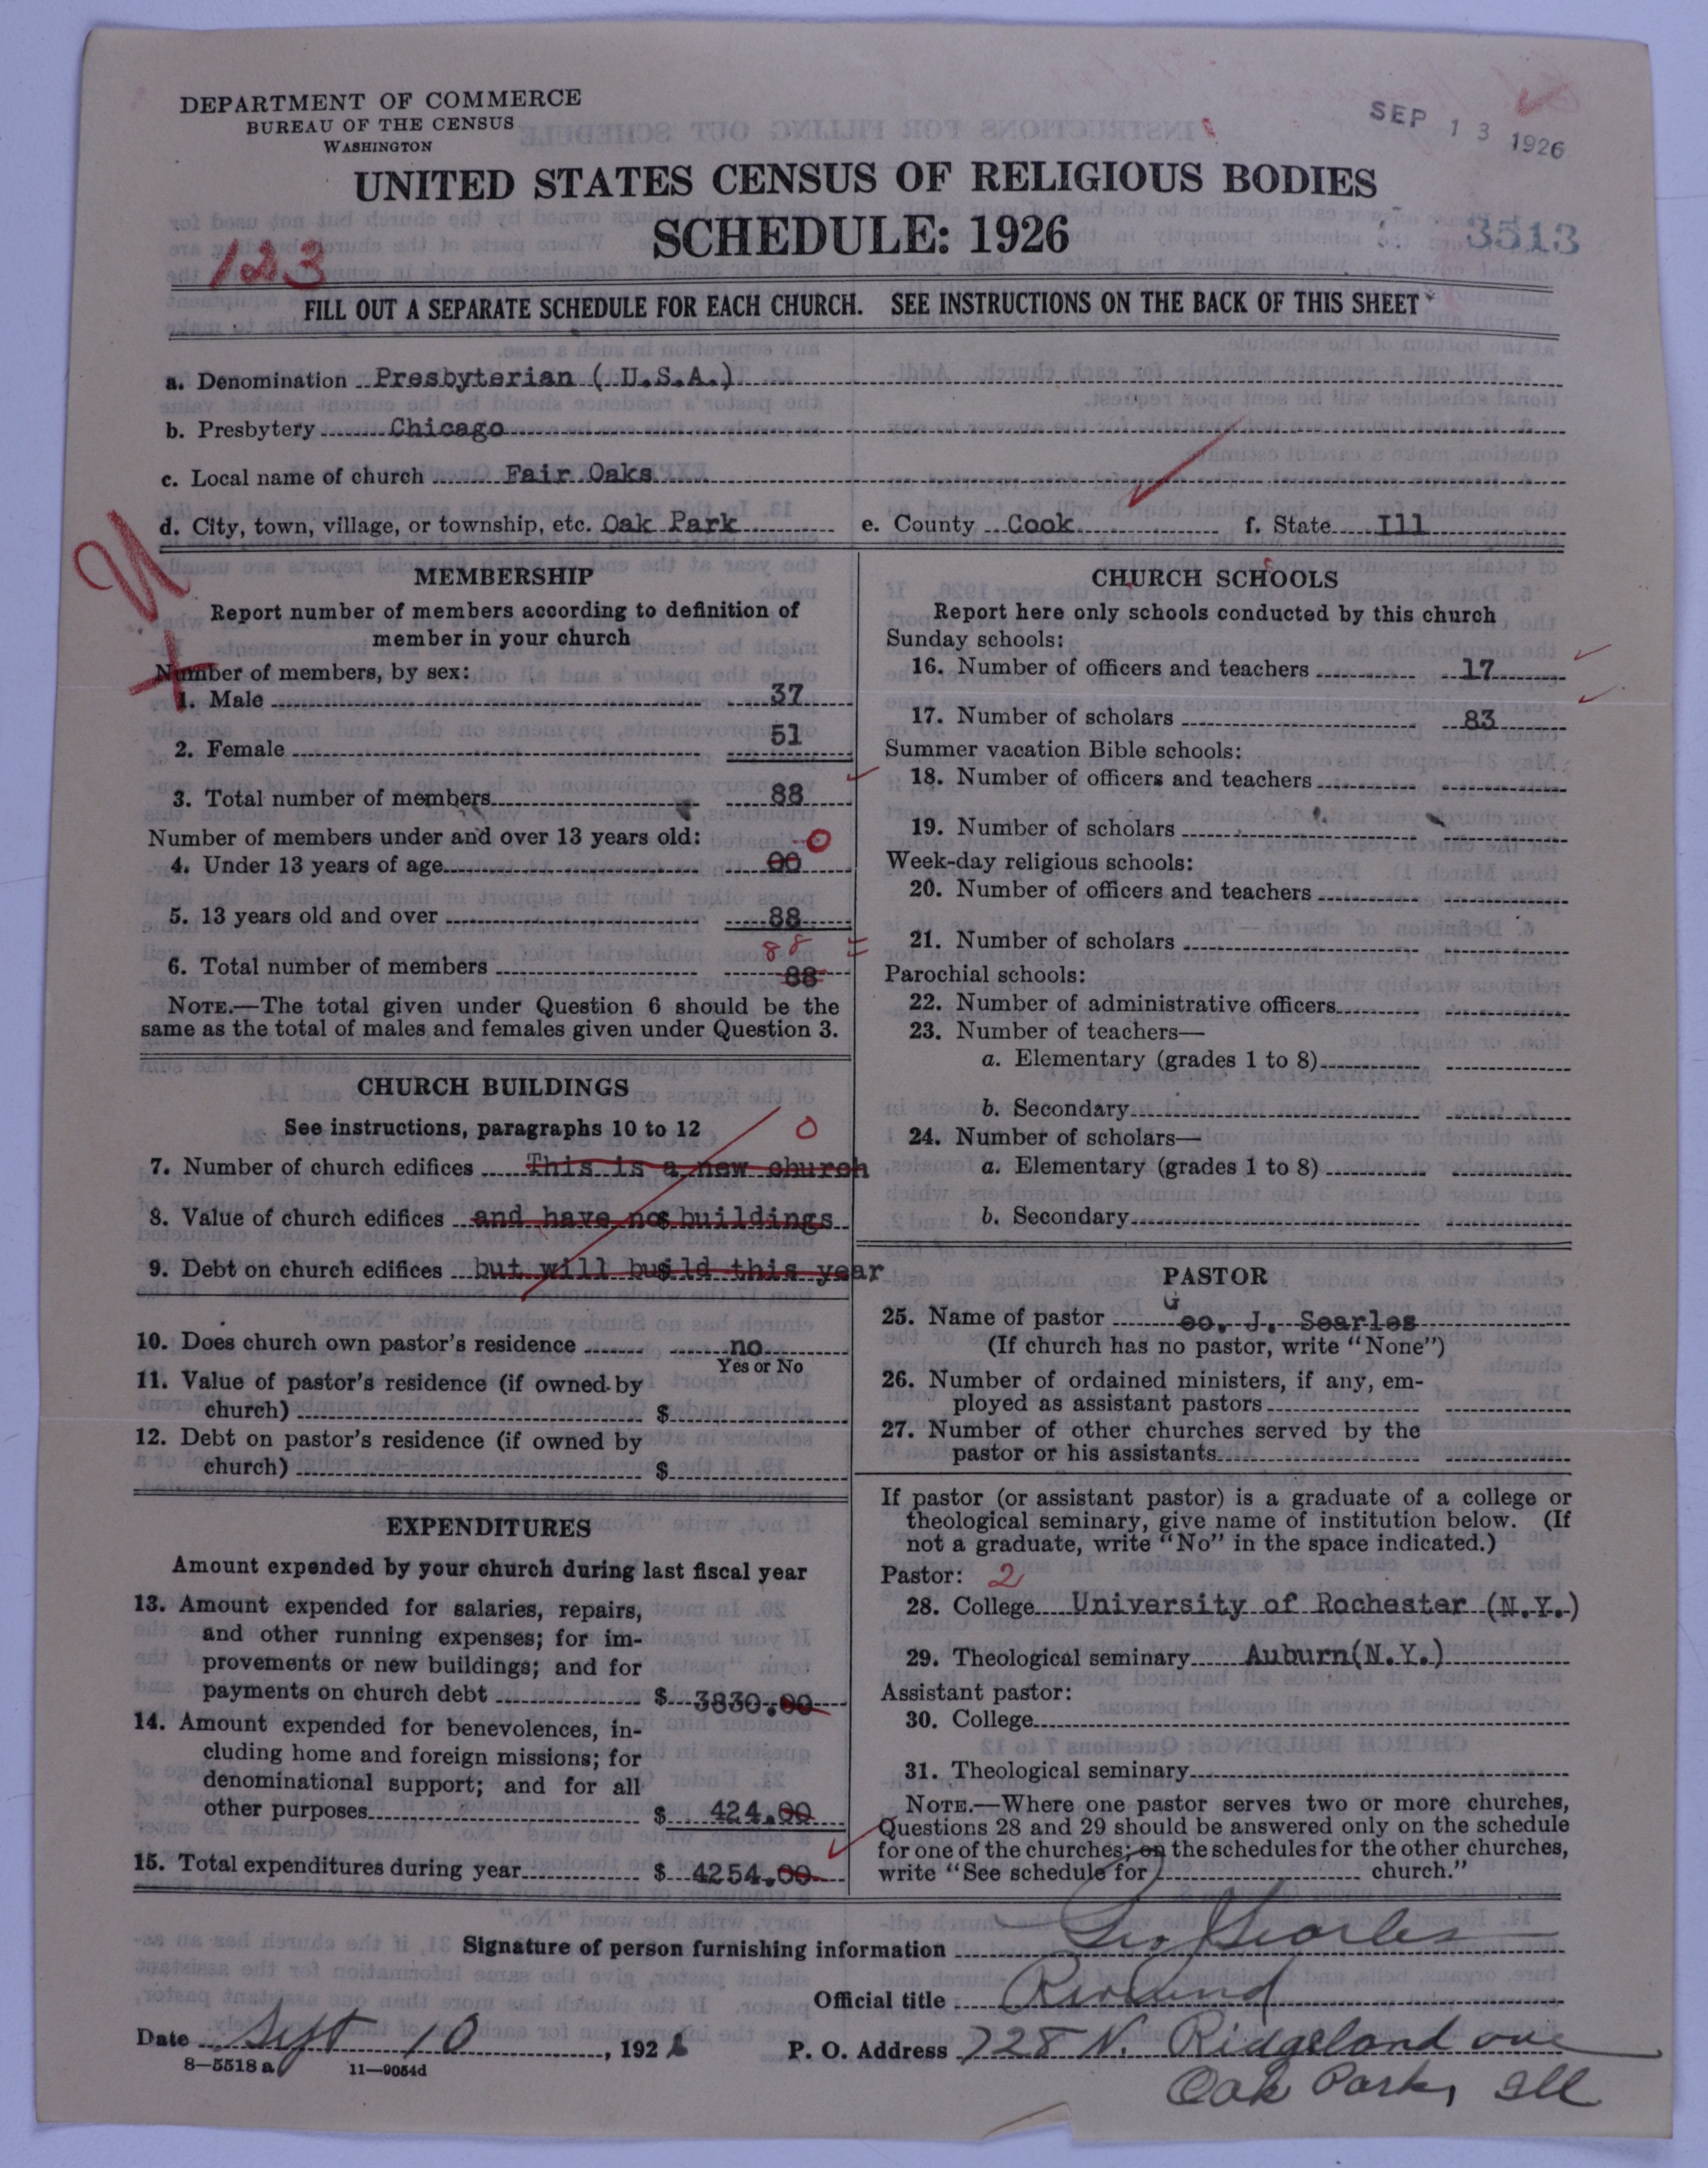 DEPARTMENT OF COMMERCE
BUREAU OF THE CENSUS
WASHINGTON
SEP 13 1926
UNITED STATES CENSUS OF RELIGIOUS BODIES
SCHEDULE: 1926
3513
123
FILL OUT A SEPARATE SCHEDULE FOR EACH CHURCH. SEE INSTRUCTIONS ON THE BACK OF THIS SHEET
a. Denomination Presbyterian (U.S.A.)
b. Presbytery Chicago
c. Local name of church Fair Oaks
d. City, town, village, or township, etc. Oak Park e. County Cook f. State Ill
MEMBERSHIP
Report number of members according to definition of
member in your church
Number of members, by sex:
1. Male 37
2. Female 51
3. Total number of members 88
Number of members under and over 13 years old:
0
4. Under 13 years of age 00
5. 13 years old and over 88
88
6. Total number of members 88
NOTE.—The total given under Question 6 should be the
same as the total of males and females given under Question 3.
CHURCH BUILDINGS
See instructions, paragraphs 10 to 12 0
7. Number of church edifices This is a new church
8. Value of church edifices and have no $ buildings
9. Debt on church edifices but will build this year
10. Does church own pastor's residence no
Yes or No
11. Value of pastor's residence (if owned by
church) $
12. Debt on pastor's residence (if owned by
church) $
EXPENDITURES
Amount expended by your church during last fiscal year
13. Amount expended for salaries, repairs,
and other running expenses; for im-
provements or new buildings; and for
payments on church debt $ 3830.00
14. Amount expended for benevolences, in-
cluding home and foreign missions; for
denominational support; and for all
other purposes $ 424.00
15. Total expenditures during year $ 4254.00
CHURCH SCHOOLS
Report here only schools conducted by this church
Sunday schools:
16. Number of officers and teachers 17
17. Number of scholars 83
Summer vacation Bible schools:
18. Number of officers and teachers
19. Number of scholars
Week-day religious schools:
20. Number of officers and teachers
21. Number of scholars
Parochial schools:
22. Number of administrative officers
23. Number of teachers—
a. Elementary (grades 1 to 8)
b. Secondary
24. Number of scholars—
a. Elementary (grades 1 to 8)
b. Secondary
PASTOR
25. Name of pastor Geo. J. Searles
(If church has no pastor, write "None")
26. Number of ordained ministers, if any, em-
ployed as assistant pastors
27. Number of other churches served by the
pastor or his assistants
If pastor (or assistant pastor) is a graduate of a college or
theological seminary, give name of institution below. (If
not a graduate, write "No" in the space indicated.)
Pastor: 2
28. College University of Rochester (N.Y.)
29. Theological seminary Auburn(N.Y.)
Assistant pastor:
30. College
31. Theological seminary
NOTE.—Where one pastor serves two or more churches,
Questions 28 and 29 should be answered only on the schedule
for one of the churches; on the schedules for the other churches,
write "See schedule for church."
Signature of person furnishing information Geo J Searles
Official title
Date Sept 10, 1926 P. O. Address 728 N. Ridgeland ave
8—5518a 11—9054d
Oak Park, Ill